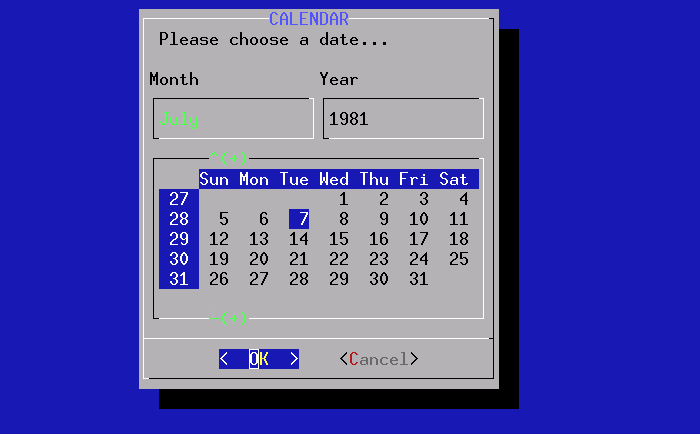 CALENDAR
Please choose a date...
Month Year
July 1981
^(+)
Sun Mon Tue Wed Thu Fri Sat
27 1 2 3 4
28 5 6 7 8 9 10 11
29 12 13 14 15 16 17 18
30 19 20 21 22 23 24 25
31 26 27 28 29 30 31
(+)
< OK > <Cancel>